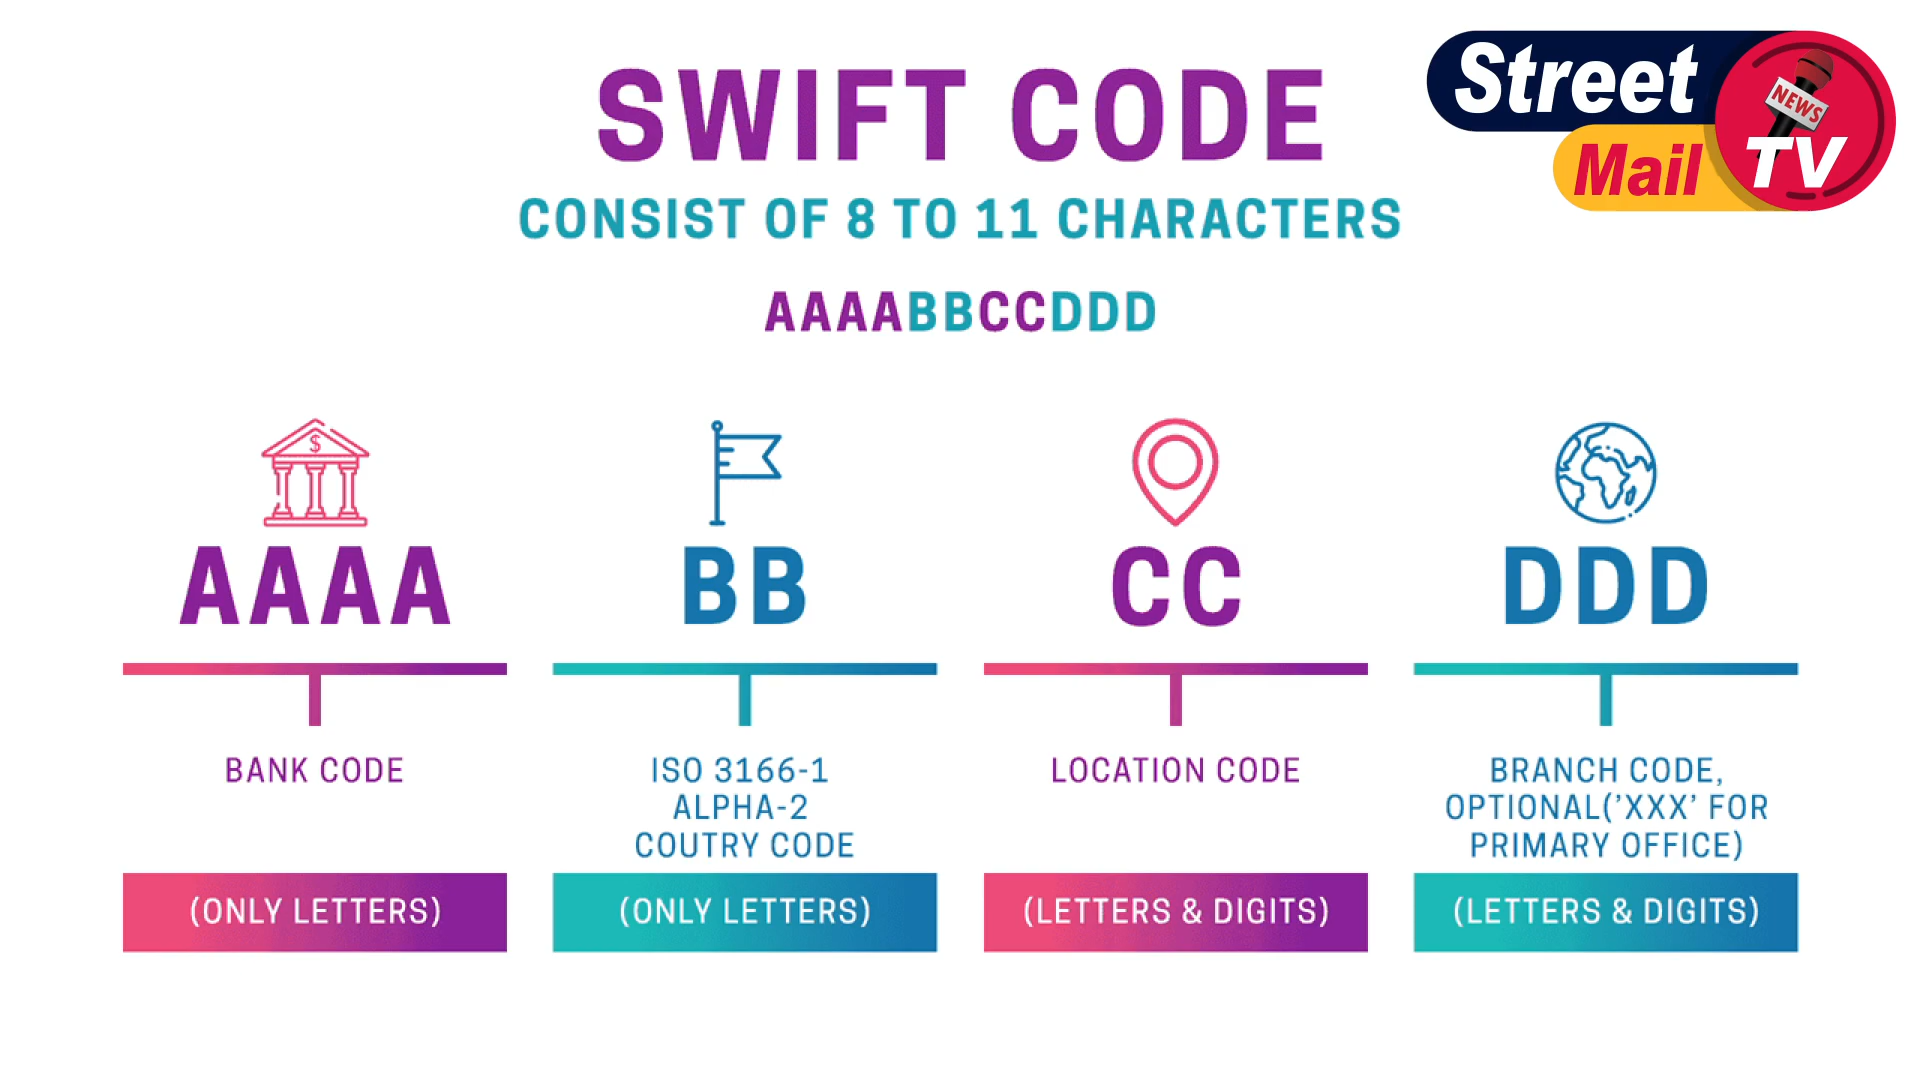 SWIFT CODE
CONSIST OF 8 TO 11 CHARACTERS
AAAABBCCDDD
Street
Mail
NEWS
TV
$
AAAA
BANK CODE
(ONLY LETTERS)
BB
ISO 3166-1
ALPHA-2
COUTRY CODE
(ONLY LETTERS)
CC
LOCATION CODE
(LETTERS & DIGITS)
DDD
BRANCH CODE,
OPTIONAL('XXX' FOR
PRIMARY OFFICE)
(LETTERS & DIGITS)